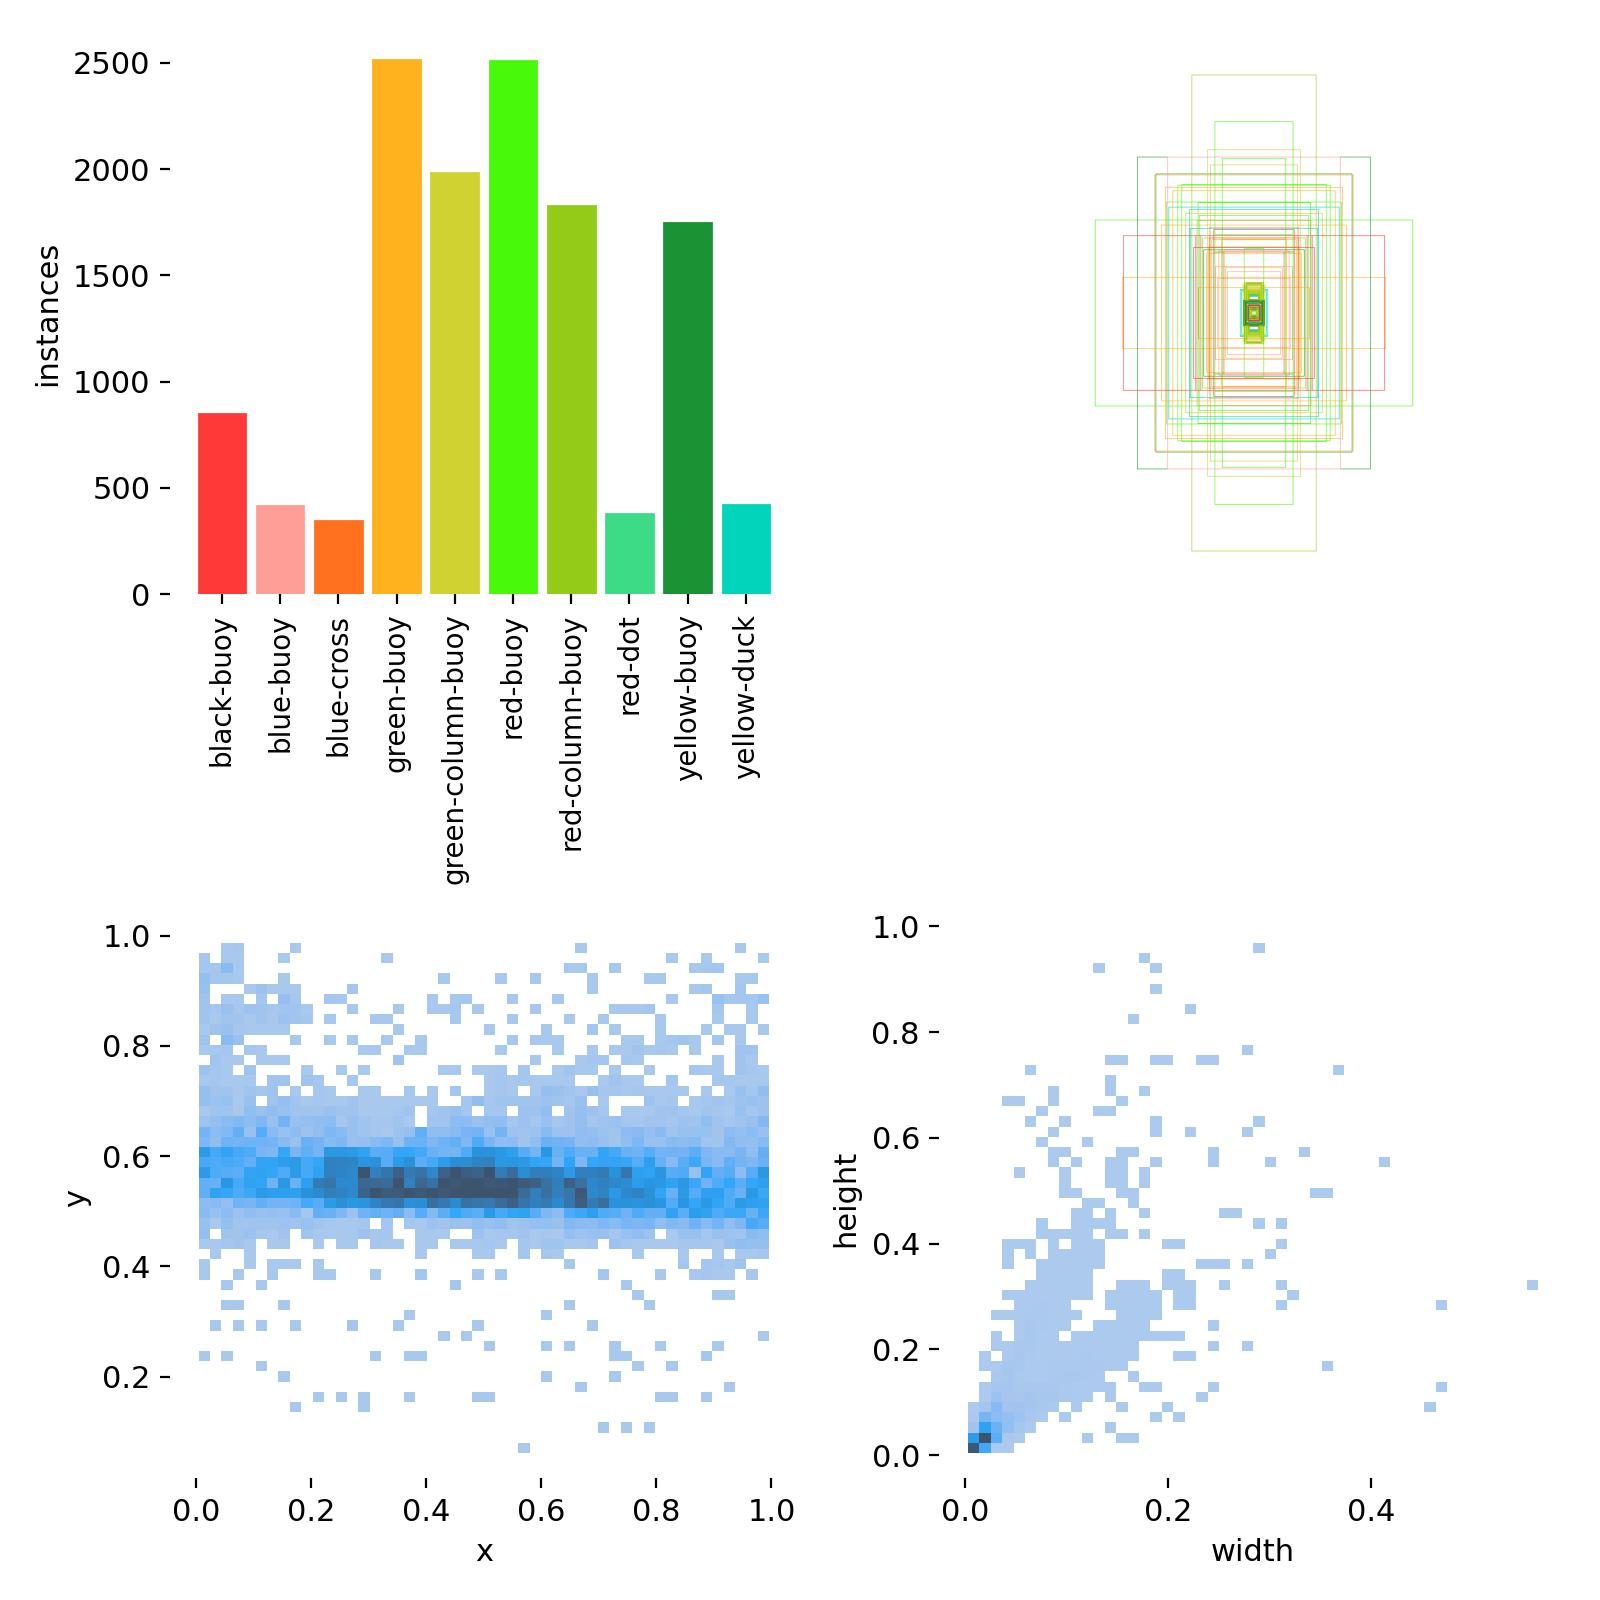 2500
2000
1500
1000
500
0
instances
black-buoy
blue-buoy
blue-cross
green-buoy
green-column-buoy
red-buoy
red-column-buoy
red-dot
yellow-buoy
yellow-duck
1.0
0.8
0.6
0.4
0.2
y
0.0 0.2 0.4 0.6 0.8 1.0
x
1.0
0.8
0.6
0.4
0.2
0.0
height
0.0 0.2 0.4
width